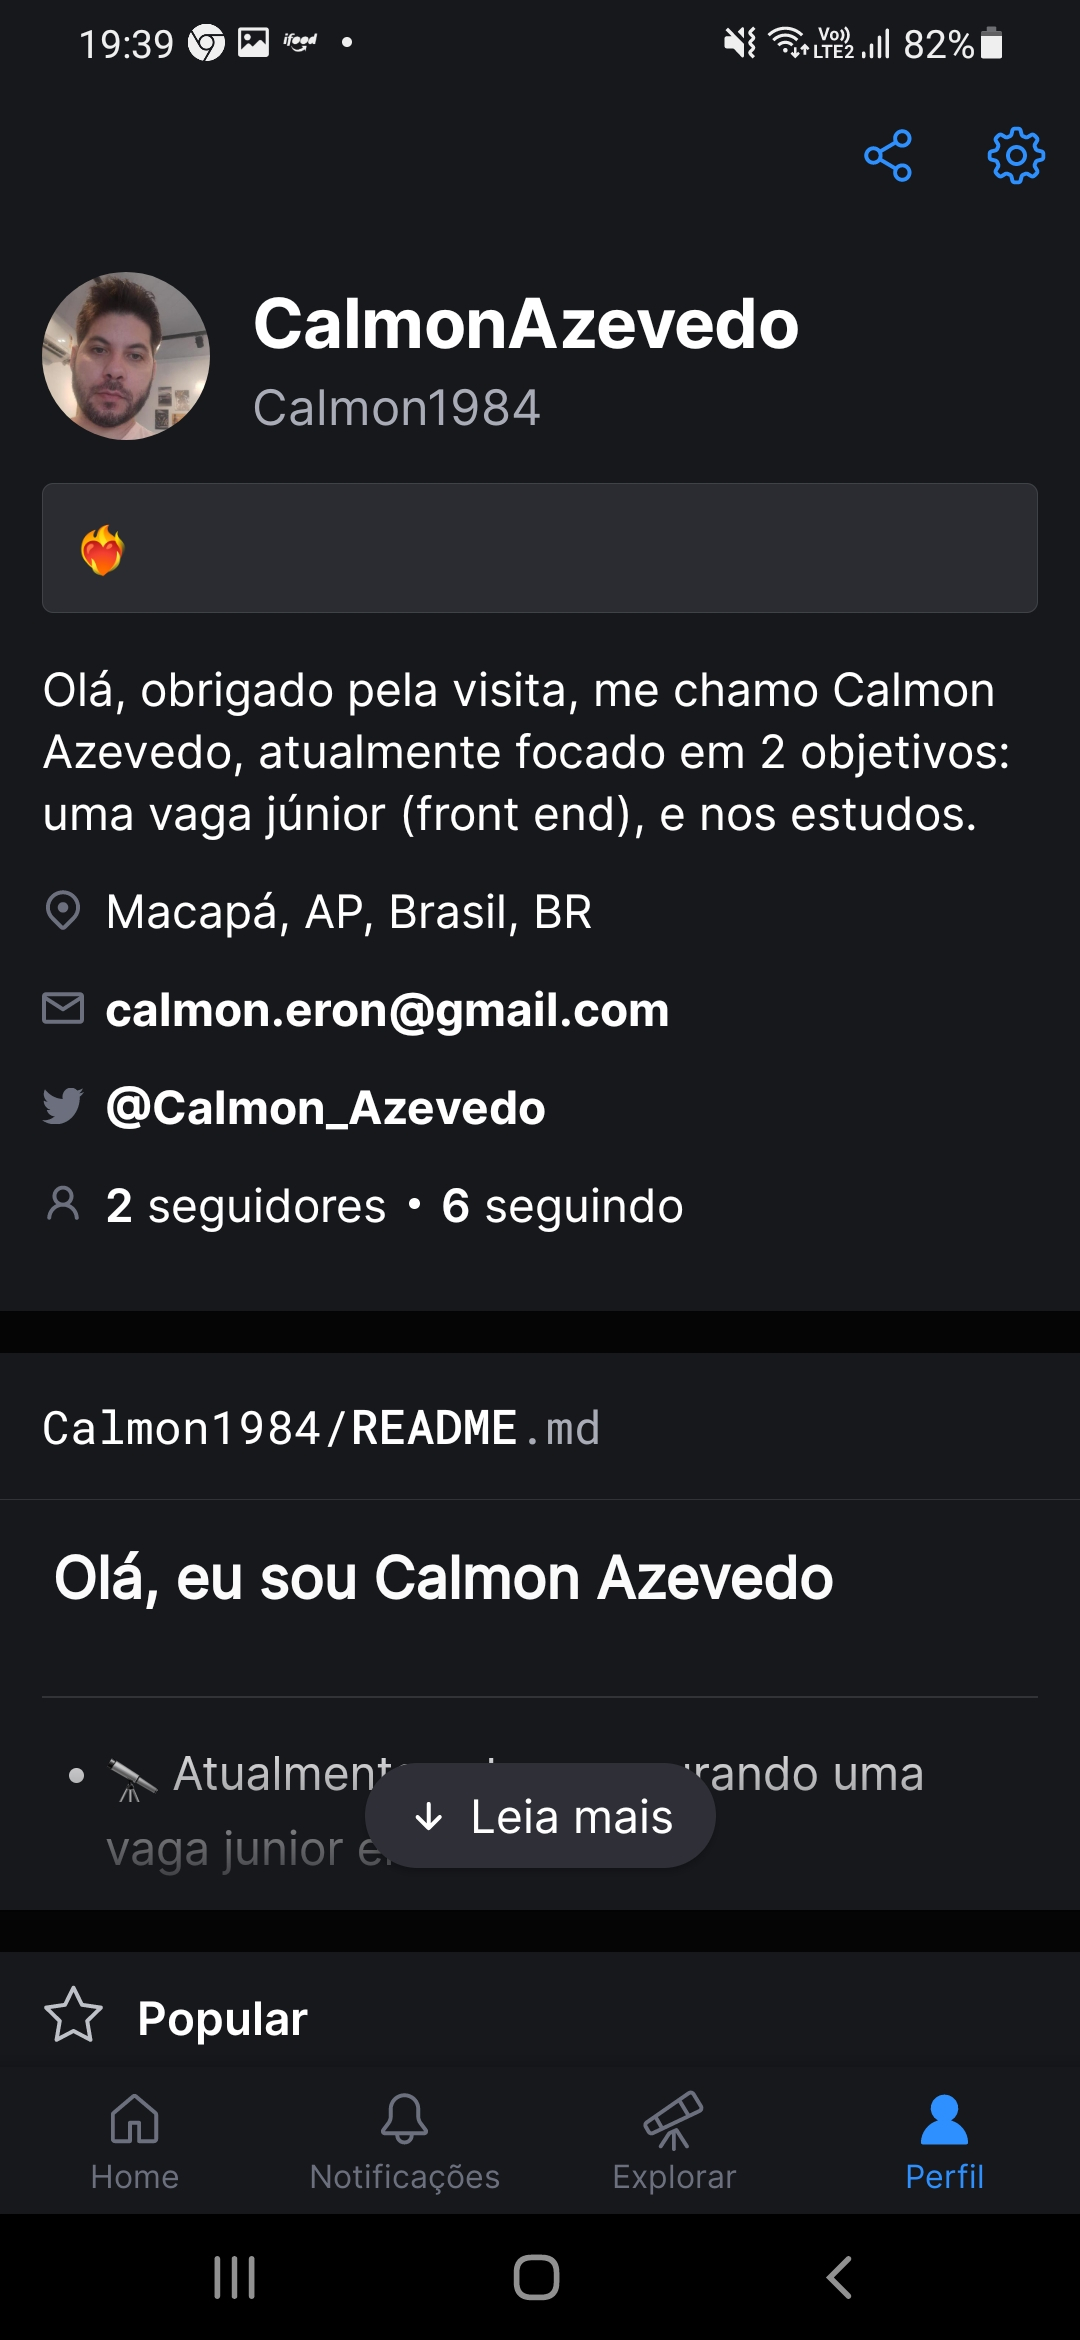 19:39 ifood Vo)) LTE2 82%
CalmonAzevedo
Calmon1984
Olá, obrigado pela visita, me chamo Calmon
Azevedo, atualmente focado em 2 objetivos:
uma vaga júnior (front end), e nos estudos.
Macapá, AP, Brasil, BR
calmon.eron@gmail.com
@Calmon_Azevedo
2 seguidores • 6 seguindo
Calmon1984/README.md
Olá, eu sou Calmon Azevedo
• Atualment uma
vaga junior
Leia mais
Popular
Home Notificações Explorar Perfil